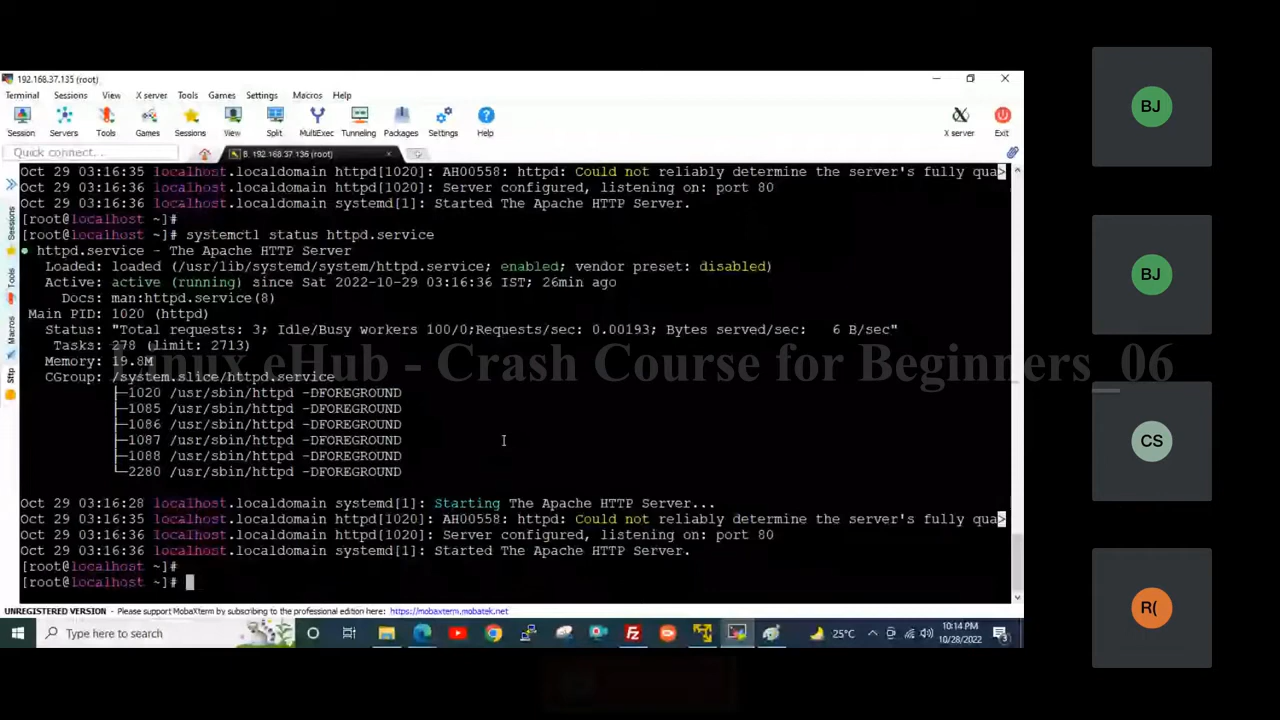 192.168.37.135 (root)
Terminal Sessions View X server Tools Games Settings Macros Help
Session Servers Tools Games Sessions View Split MultiExec Tunneling Packages Settings Help X server Exit
Quick connect...
8. 192.168.37.135 (root)
Oct 29 03:16:35 localhost.localdomain httpd[1020]: AH00558: httpd: Could not reliably determine the server's fully qua>
Oct 29 03:16:36 localhost.localdomain httpd[1020]: Server configured, listening on: port 80
Oct 29 03:16:36 localhost.localdomain systemd[1]: Started The Apache HTTP Server.
[root@localhost ~]#
[root@localhost ~]# systemctl status httpd.service
● httpd.service - The Apache HTTP Server
Loaded: loaded (/usr/lib/systemd/system/httpd.service; enabled; vendor preset: disabled)
Active: active (running) since Sat 2022-10-29 03:16:36 IST; 26min ago
Docs: man:httpd.service(8)
Main PID: 1020 (httpd)
Status: "Total requests: 3; Idle/Busy workers 100/0;Requests/sec: 0.00193; Bytes served/sec: 6 B/sec"
Tasks: 278 (limit: 2713)
Memory: 19.8M
Linux eHub - Crash Course for Beginners_06
CGroup: /system.slice/httpd.service
├─1020 /usr/sbin/httpd -DFOREGROUND
├─1085 /usr/sbin/httpd -DFOREGROUND
├─1086 /usr/sbin/httpd -DFOREGROUND
├─1087 /usr/sbin/httpd -DFOREGROUND
├─1088 /usr/sbin/httpd -DFOREGROUND
└─2280 /usr/sbin/httpd -DFOREGROUND
Oct 29 03:16:28 localhost.localdomain systemd[1]: Starting The Apache HTTP Server...
Oct 29 03:16:35 localhost.localdomain httpd[1020]: AH00558: httpd: Could not reliably determine the server's fully qua>
Oct 29 03:16:36 localhost.localdomain httpd[1020]: Server configured, listening on: port 80
Oct 29 03:16:36 localhost.localdomain systemd[1]: Started The Apache HTTP Server.
[root@localhost ~]#
[root@localhost ~]#
Sessions
Tools
Macros
Sftp
UNREGISTERED VERSION - Please support MobaXterm by subscribing to the professional edition here: https://mobaxterm.mobatek.net
Type here to search
25°C
10:14 PM
10/28/2022
3
BJ
BJ
CS
R(